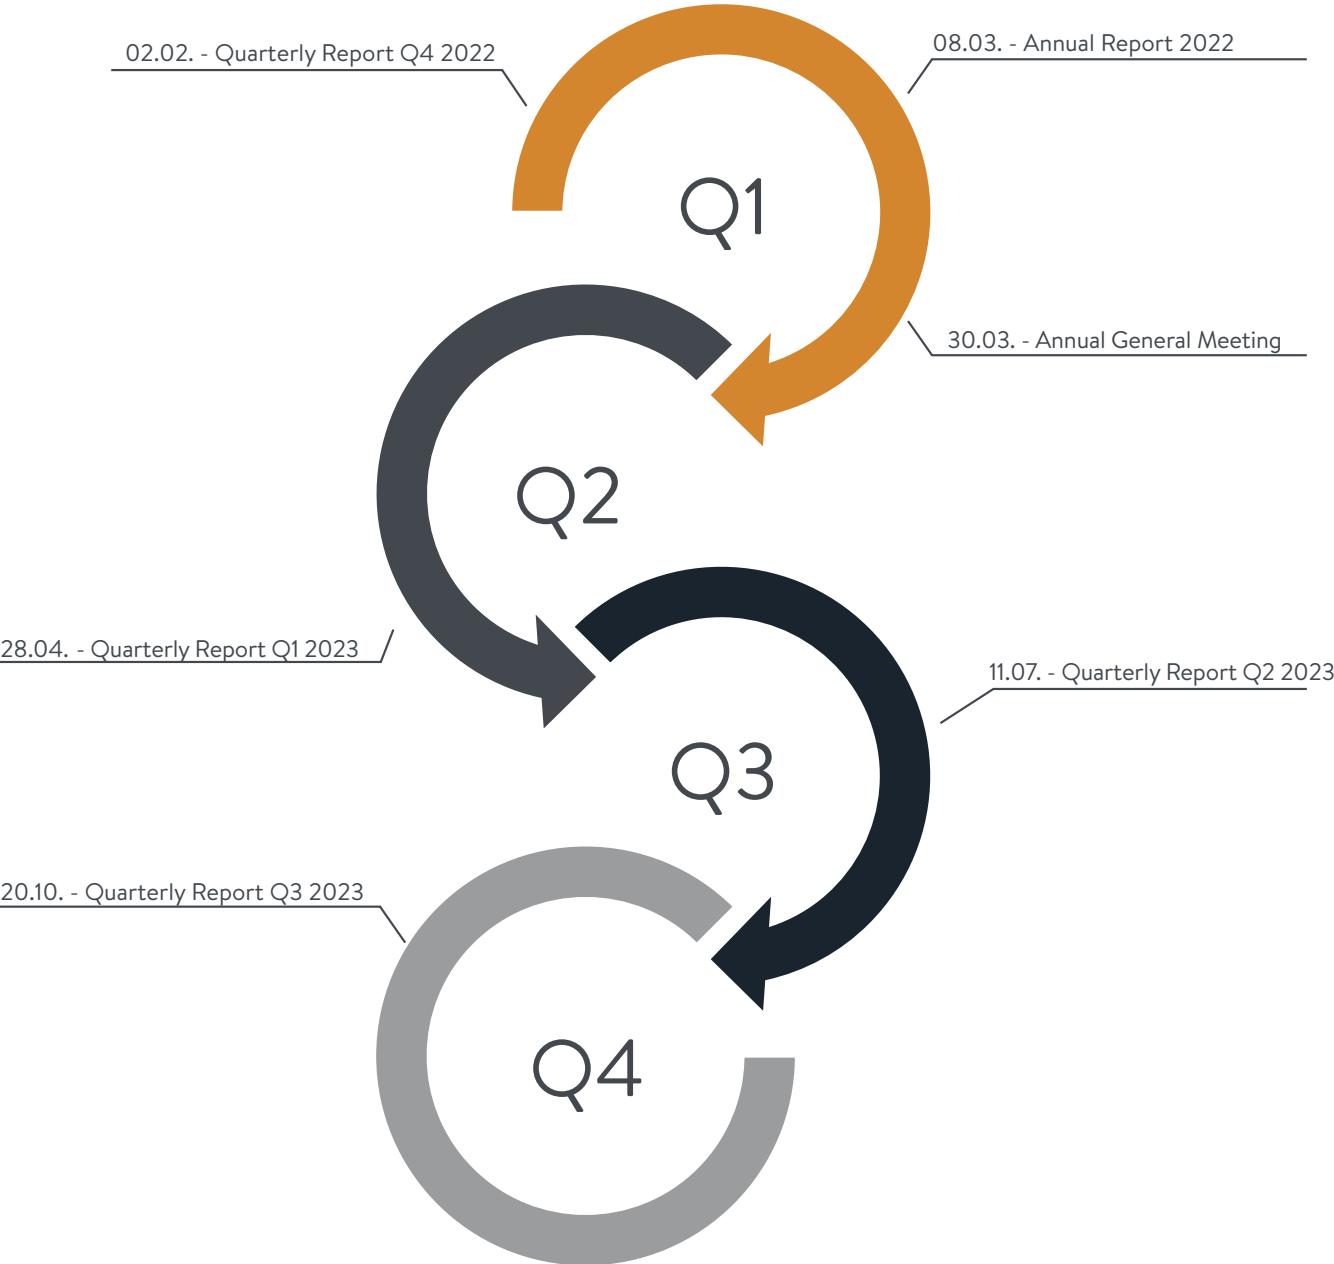 02.02. - Quarterly Report Q4 2022
08.03. - Annual Report 2022
Q1
30.03. - Annual General Meeting
Q2
28.04. - Quarterly Report Q1 2023
11.07. - Quarterly Report Q2 2023
Q3
20.10. - Quarterly Report Q3 2023
Q4